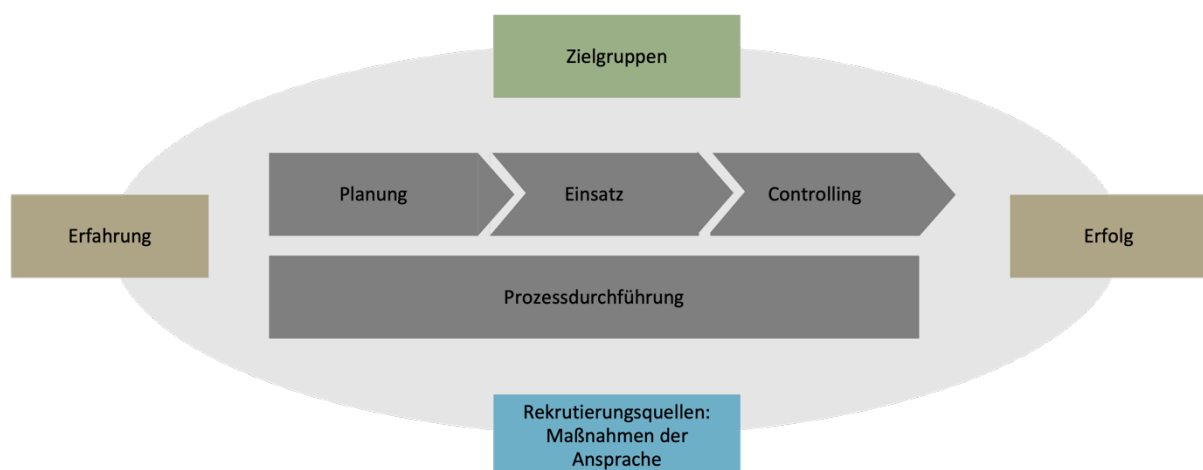 Zielgruppen
Planung
Einsatz
Controlling
Erfahrung
Erfolg
Prozessdurchführung
Rekrutierungsquellen:
Maßnahmen der
Ansprache